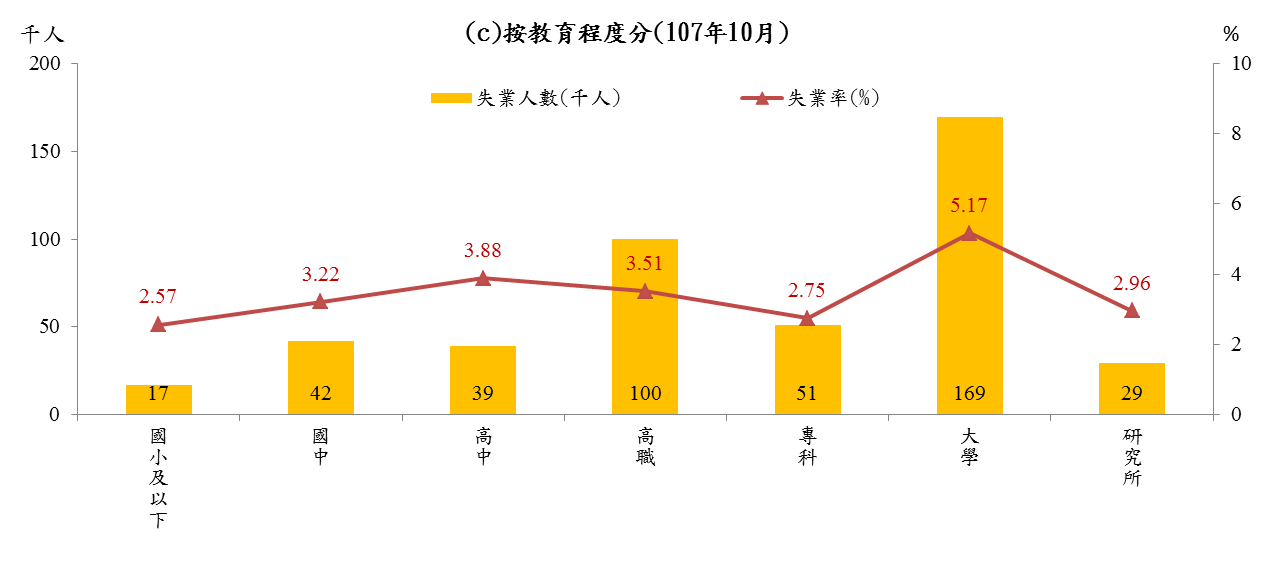 (c)按教育程度分(107年10月)
千人
%
200
150
100
50
0
10
8
6
4
2
0
失業人數(千人)
失業率(%)
2.57
3.22
3.88
3.51
2.75
5.17
2.96
17
42
39
100
51
169
29
國小及以下
國中
高中
高職
專科
大學
研究所